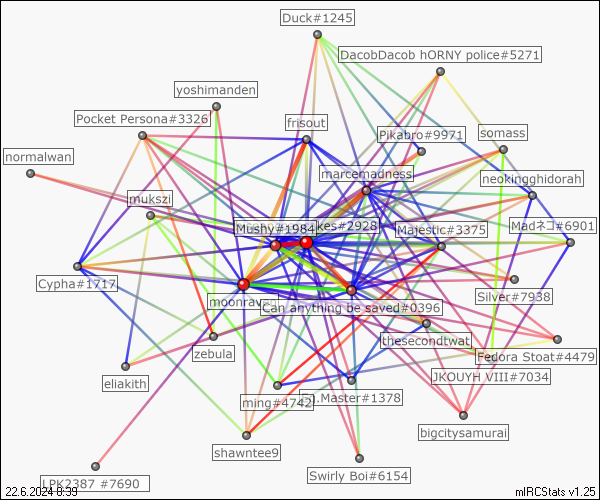 Duck#1245
DacobDacob hORNY police#5271
yoshimanden
Pocket Persona#3326
frisout
Pikabro#9971
somass
normalwan
marcemadness
neokingghidorah
mukszi
Mushy#1984
kes#2928
Majestic#3375
Madネコ#6901
Cypha#1717
moonrave
Can anything be saved#0396
Silver#7938
zebula
thesecondtwat
Fedora Stoat#4479
eliakith
JKOUYH VIII#7034
ming#4742
.Master#1378
bigcitysamurai
shawntee9
Swirly Boi#6154
LPK2387 #7690
22.6.2024 8:39
mIRCStats v1.25